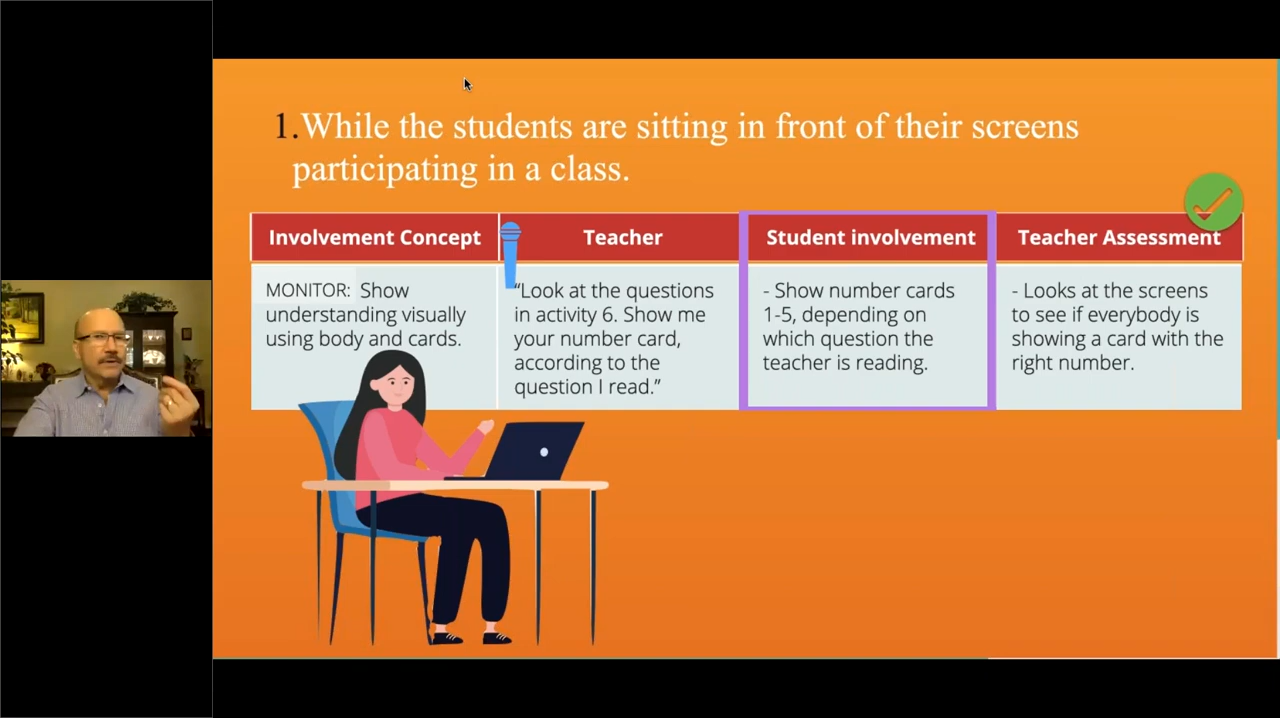 1.While the students are sitting in front of their screens
participating in a class.
Involvement Concept
Teacher
Student involvement
Teacher Assessment
MONITOR: Show
understanding visually
using body and cards.
“Look at the questions
in activity 6. Show me
your number card,
according to the
question I read.”
- Show number cards
1-5, depending on
which question the
teacher is reading.
- Looks at the screens
to see if everybody is
showing a card with the
right number.